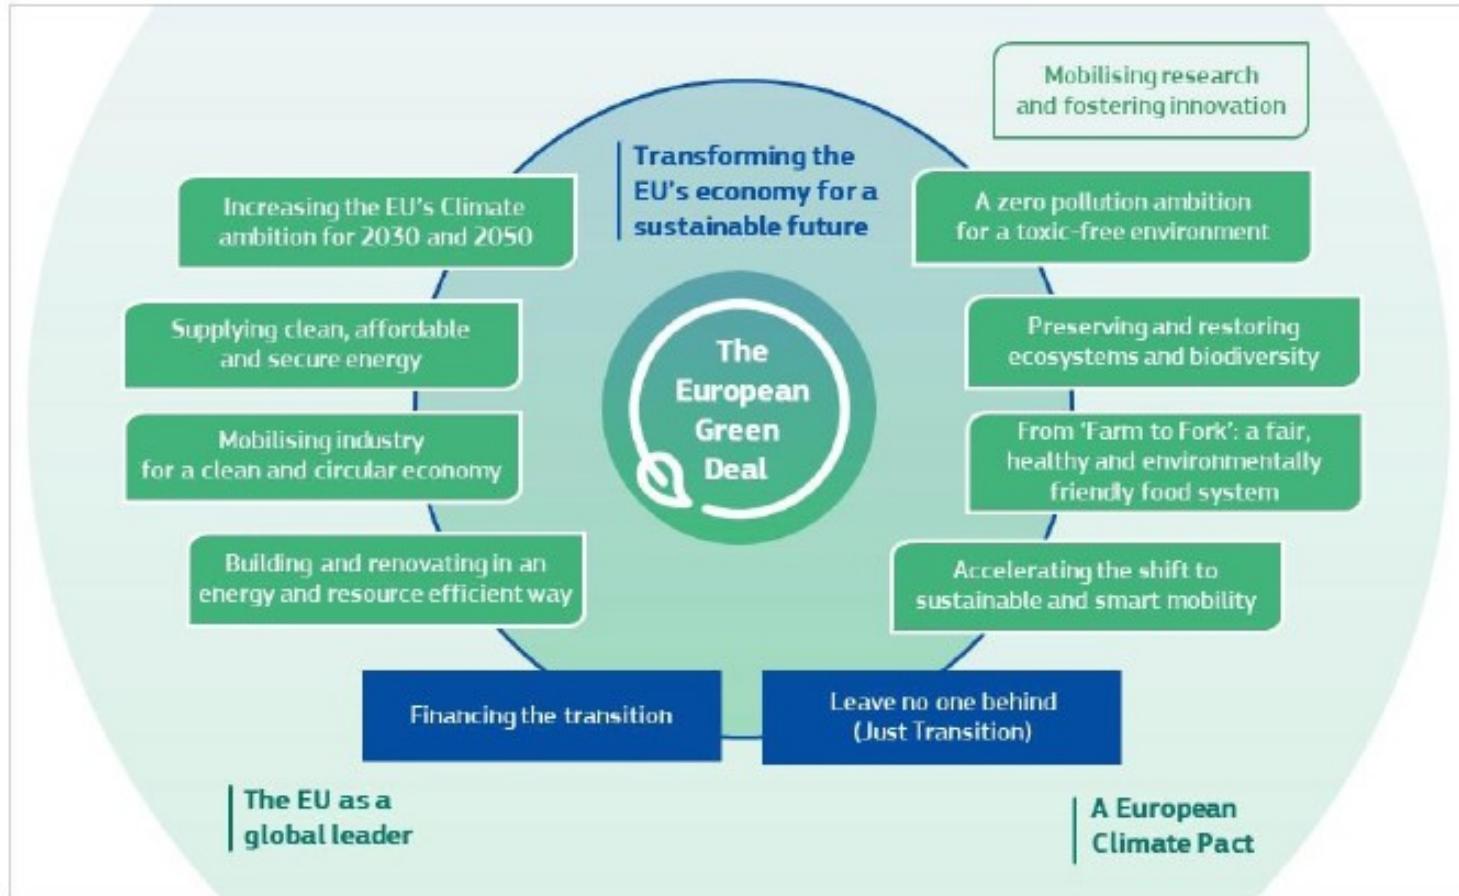 Mobilising research
and fostering innovation
Transforming the
EU's economy for a
sustainable future
Increasing the EU's Climate
ambition for 2030 and 2050
A zero pollution ambition
for a toxic-free environment
Supplying clean, affordable
and secure energy
The
European
Green
Deal
Preserving and restoring
ecosystems and biodiversity
Mobilising industry
for a clean and circular economy
From 'Farm to Fork': a fair,
healthy and environmentally
friendly food system
Building and renovating in an
energy and resource efficient way
Accelerating the shift to
sustainable and smart mobility
Financing the transition
Leave no one behind
(Just Transition)
The EU as a
global leader
A European
Climate Pact